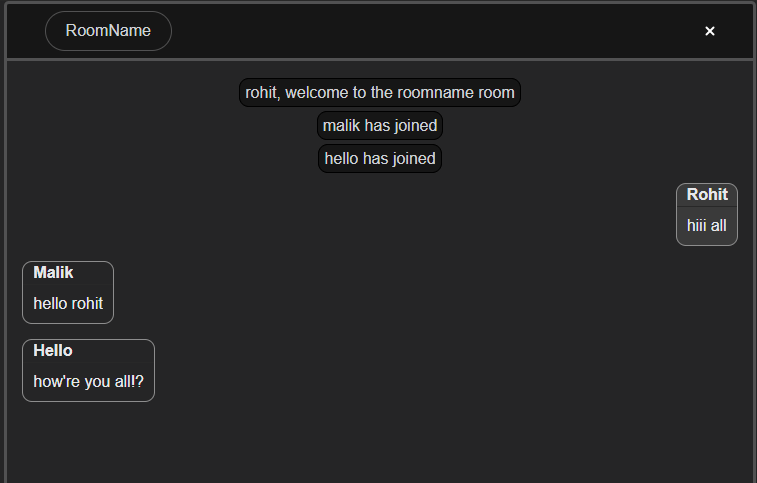 RoomName
×
rohit, welcome to the roomname room
malik has joined
hello has joined
Rohit
hiii all
Malik
hello rohit
Hello
how're you all!?